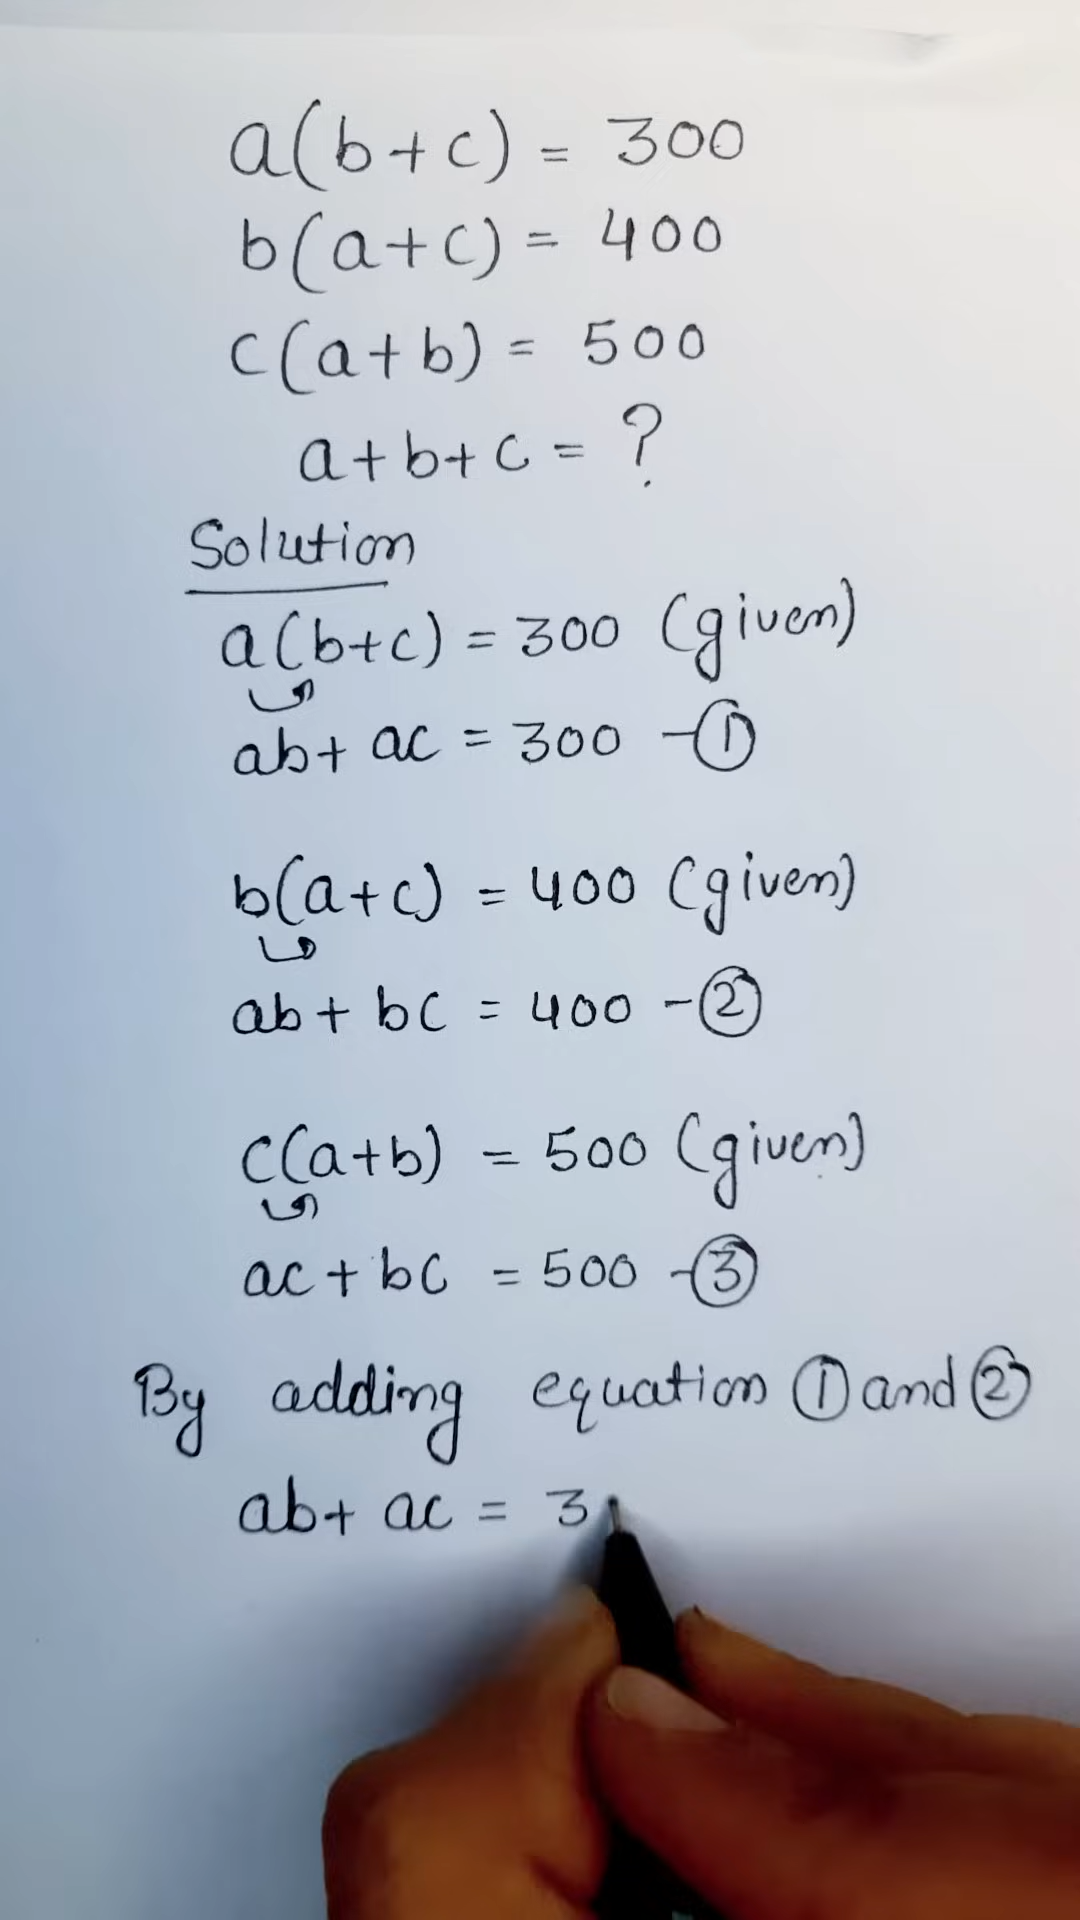 a(b+c) = 300
b(a+c) = 400
c(a+b) = 500
a+b+c = ?
Solution
a(b+c) = 300 (given)
ab+ ac = 300 -①
b(a+c) = 400 (given)
ab + bc = 400 -②
c(a+b) = 500 (given)
ac + bc = 500 -③
By adding equation ① and ②
ab+ ac = 3